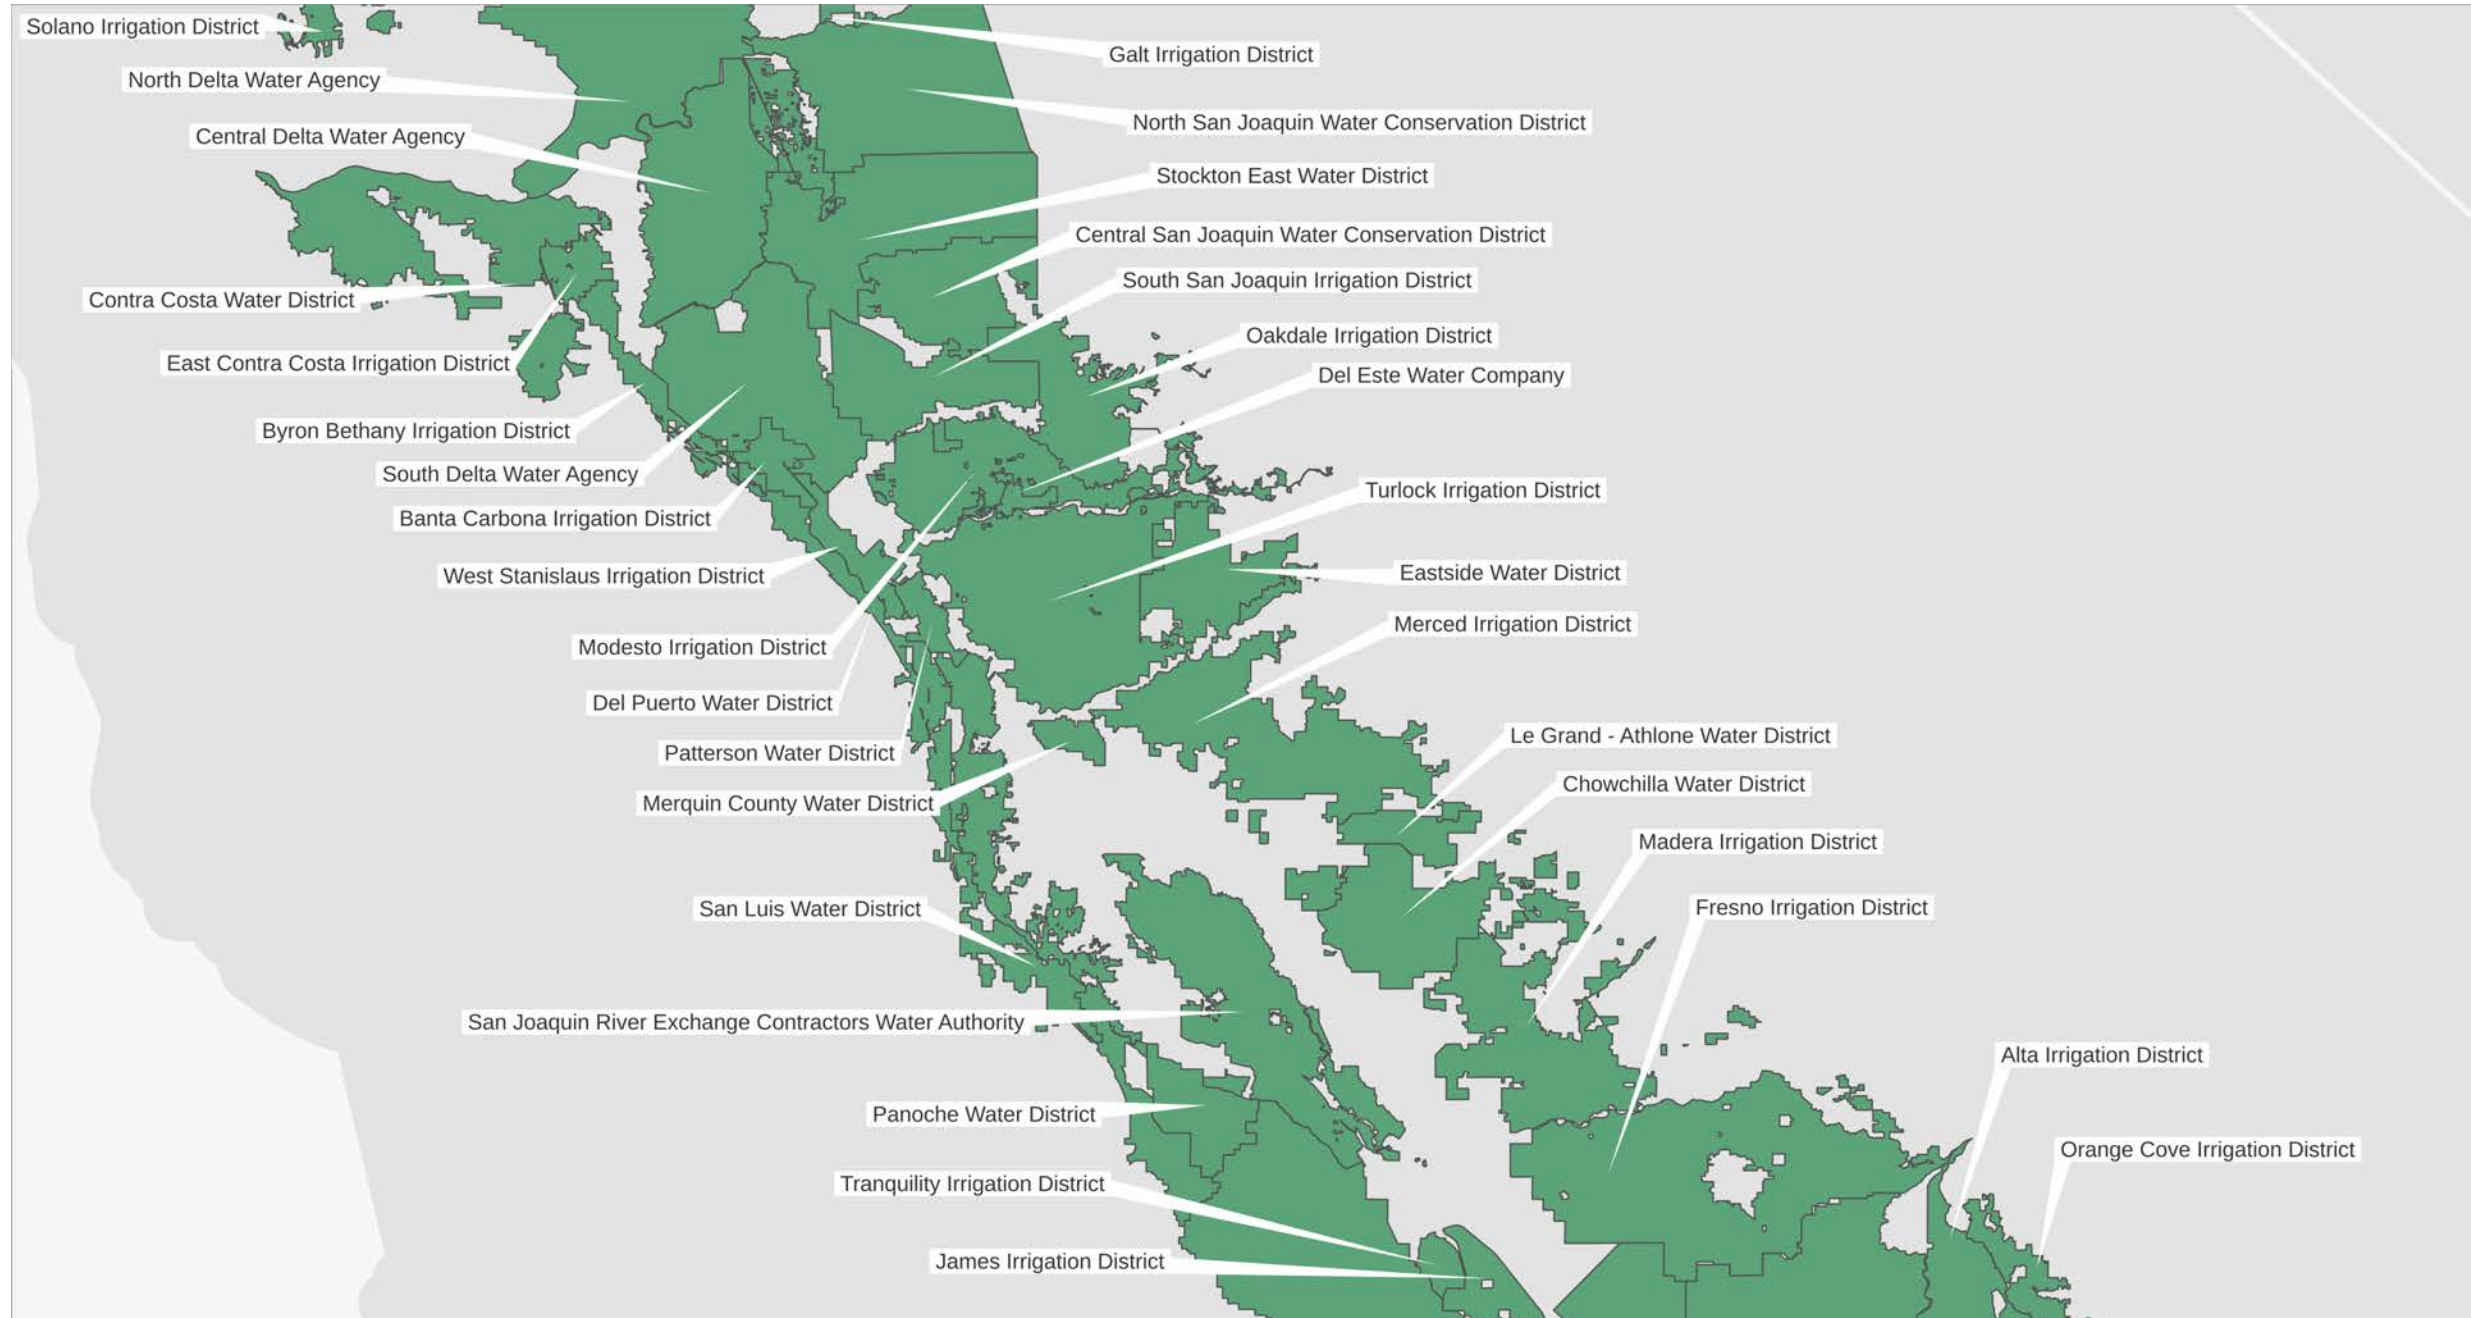 Solano Irrigation District
Galt Irrigation District
North Delta Water Agency
North San Joaquin Water Conservation District
Central Delta Water Agency
Stockton East Water District
Central San Joaquin Water Conservation District
South San Joaquin Irrigation District
Contra Costa Water District
Oakdale Irrigation District
East Contra Costa Irrigation District
Del Este Water Company
Byron Bethany Irrigation District
South Delta Water Agency
Turlock Irrigation District
Banta Carbona Irrigation District
Eastside Water District
West Stanislaus Irrigation District
Merced Irrigation District
Modesto Irrigation District
Del Puerto Water District
Le Grand - Athlone Water District
Patterson Water District
Chowchilla Water District
Merquin County Water District
Madera Irrigation District
San Luis Water District
Fresno Irrigation District
San Joaquin River Exchange Contractors Water Authority
Alta Irrigation District
Panoche Water District
Orange Cove Irrigation District
Tranquility Irrigation District
James Irrigation District